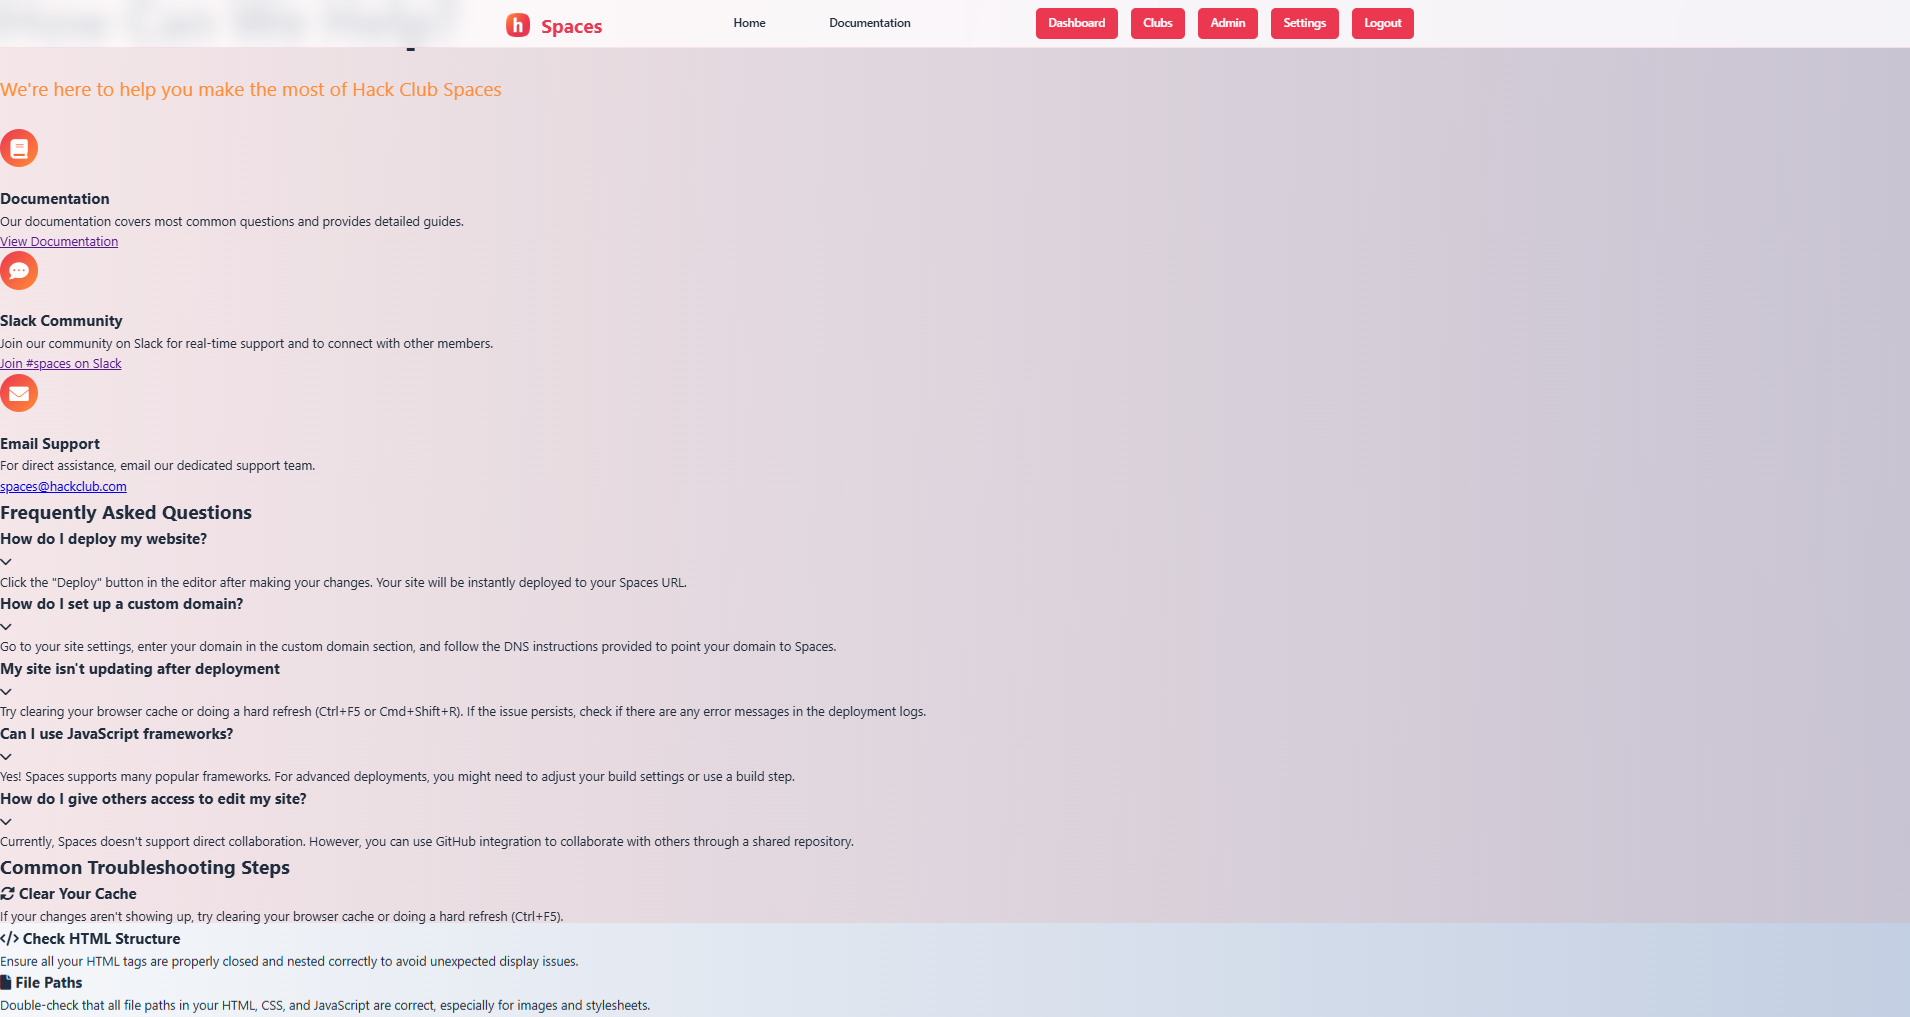 How Can We Help?
h Spaces Home Documentation Dashboard Clubs Admin Settings Logout
We're here to help you make the most of Hack Club Spaces
Documentation
Our documentation covers most common questions and provides detailed guides.
View Documentation
Slack Community
Join our community on Slack for real-time support and to connect with other members.
Join #spaces on Slack
Email Support
For direct assistance, email our dedicated support team.
spaces@hackclub.com
Frequently Asked Questions
How do I deploy my website?
Click the "Deploy" button in the editor after making your changes. Your site will be instantly deployed to your Spaces URL.
How do I set up a custom domain?
Go to your site settings, enter your domain in the custom domain section, and follow the DNS instructions provided to point your domain to Spaces.
My site isn't updating after deployment
Try clearing your browser cache or doing a hard refresh (Ctrl+F5 or Cmd+Shift+R). If the issue persists, check if there are any error messages in the deployment logs.
Can I use JavaScript frameworks?
Yes! Spaces supports many popular frameworks. For advanced deployments, you might need to adjust your build settings or use a build step.
How do I give others access to edit my site?
Currently, Spaces doesn't support direct collaboration. However, you can use GitHub integration to collaborate with others through a shared repository.
Common Troubleshooting Steps
Clear Your Cache
If your changes aren't showing up, try clearing your browser cache or doing a hard refresh (Ctrl+F5).
</> Check HTML Structure
Ensure all your HTML tags are properly closed and nested correctly to avoid unexpected display issues.
File Paths
Double-check that all file paths in your HTML, CSS, and JavaScript are correct, especially for images and stylesheets.